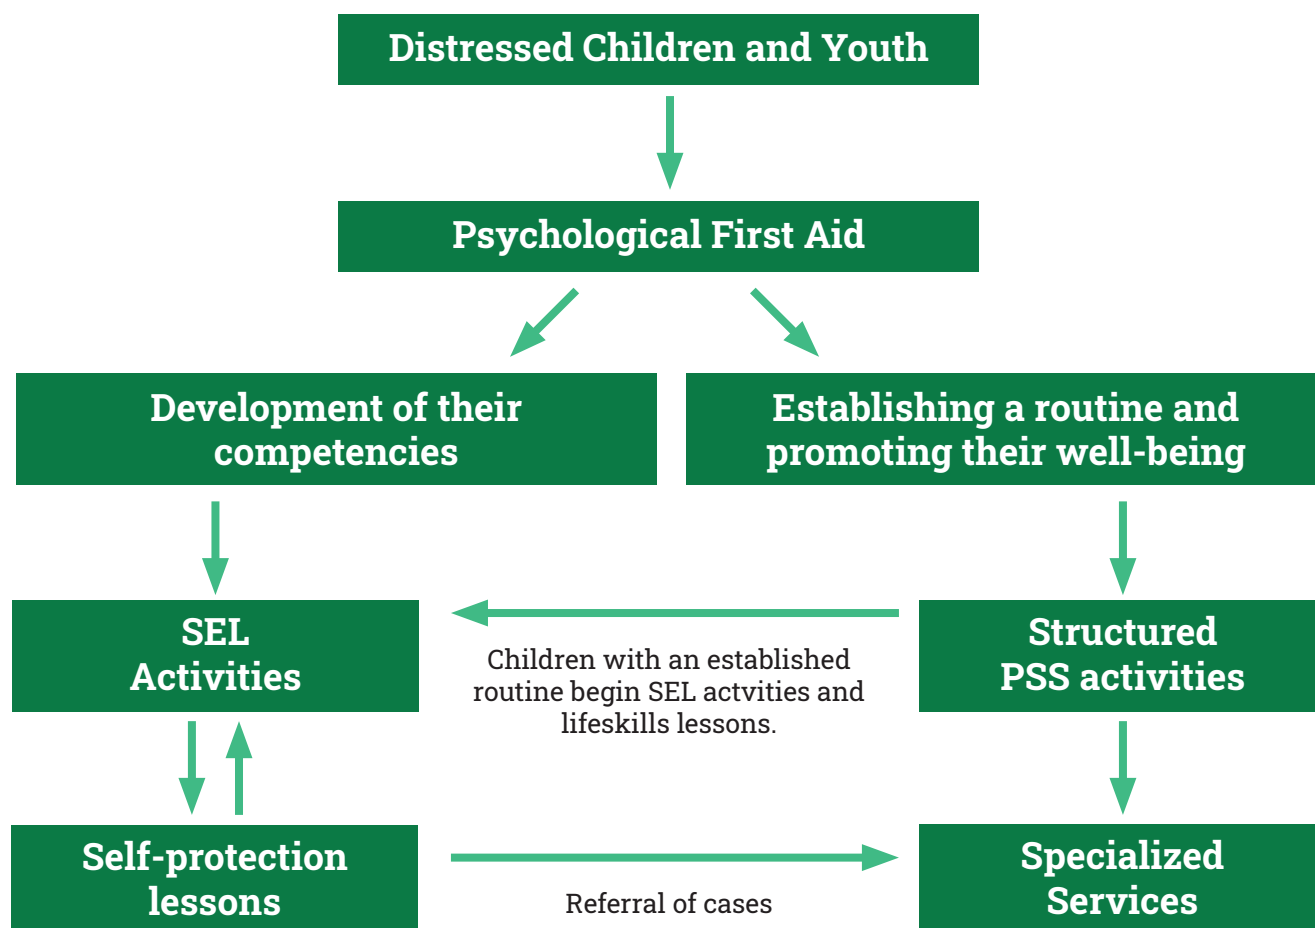 Distressed Children and Youth
Psychological First Aid
Development of their
competencies
Establishing a routine and
promoting their well-being
SEL
Activities
Children with an established
routine begin SEL actvities and
lifeskills lessons.
Structured
PSS activities
Self-protection
lessons
Referral of cases
Specialized
Services